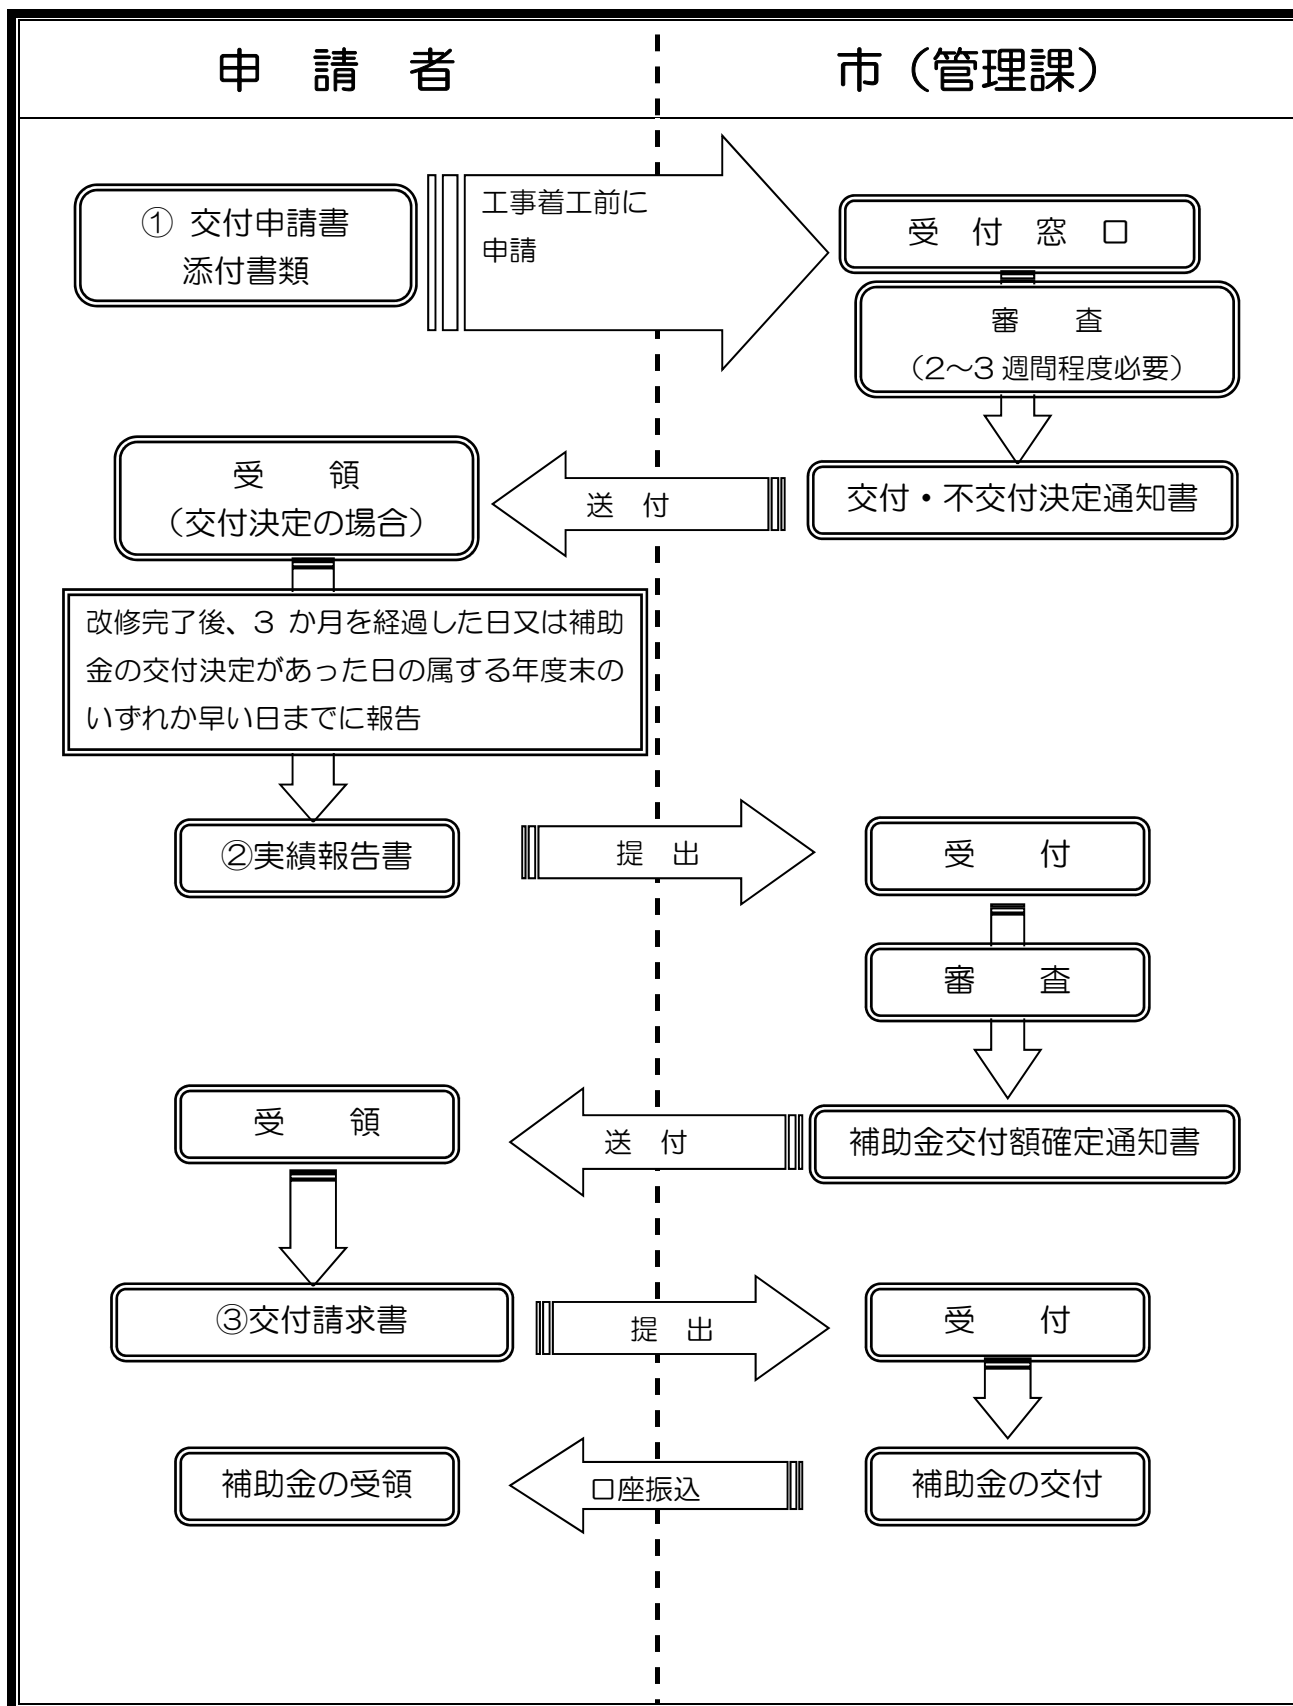 申　請　者
市（管理課）
① 交付申請書
添付書類
工事着工前に
申請
受　付　窓　口
審　　査
（2～3 週間程度必要）
交付・不交付決定通知書
送　付
受　　領
（交付決定の場合）
改修完了後、3 か月を経過した日又は補助
金の交付決定があった日の属する年度末の
いずれか早い日までに報告
②実績報告書
提　出
受　　付
審　　査
補助金交付額確定通知書
送　付
受　　領
③交付請求書
提　出
受　　付
補助金の交付
口座振込
補助金の受領